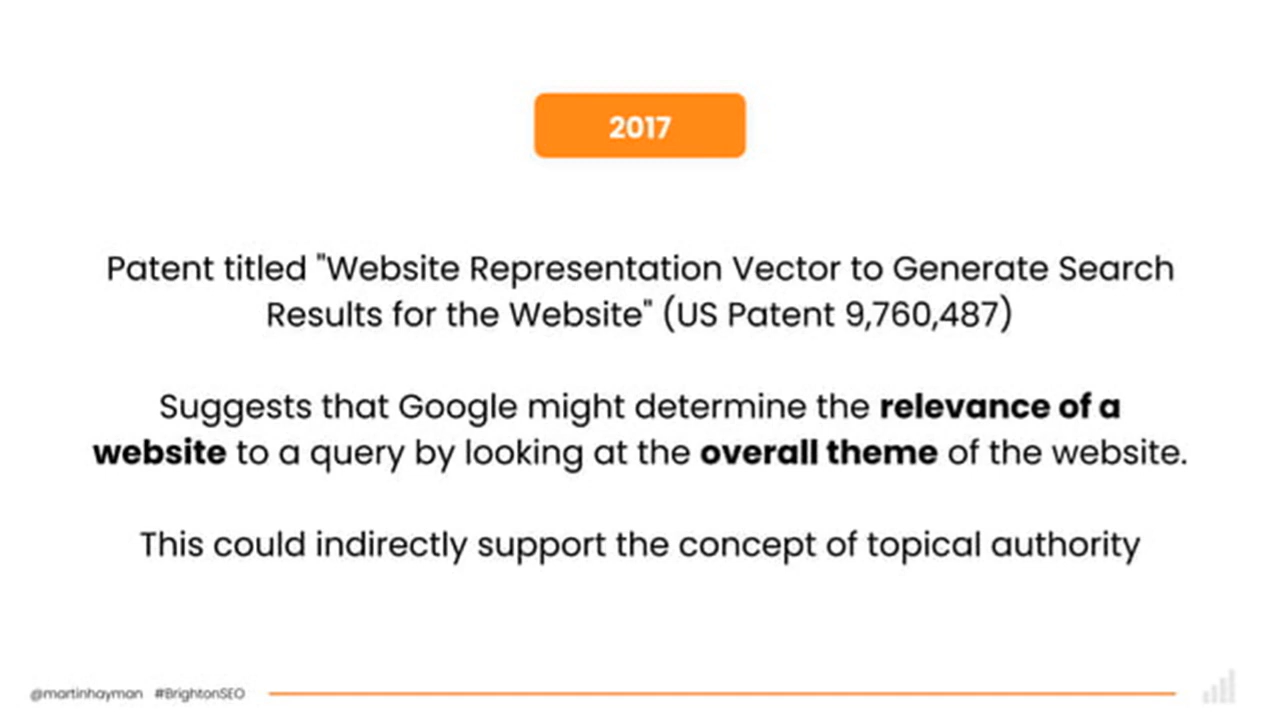 2017
Patent titled "Website Representation Vector to Generate Search
Results for the Website" (US Patent 9,760,487)
Suggests that Google might determine the relevance of a
website to a query by looking at the overall theme of the website.
This could indirectly support the concept of topical authority
@martinhayman #BrightonSEO